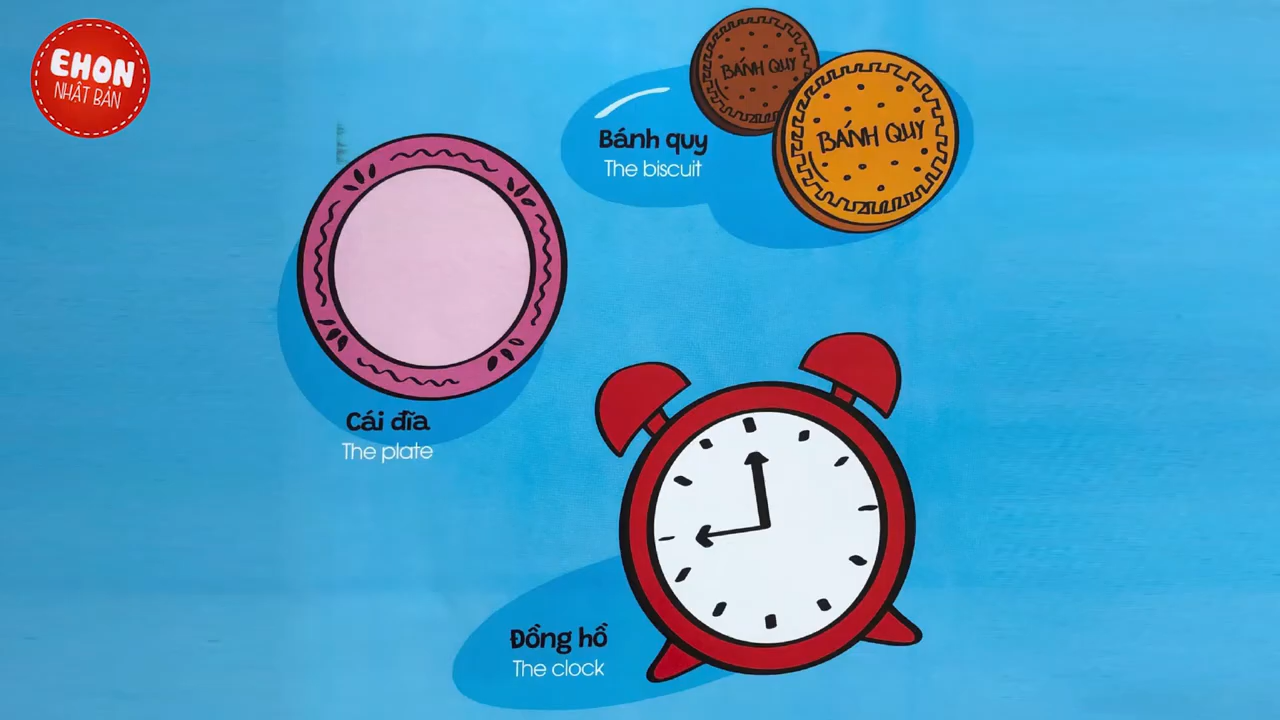 EHON
NHẬT BẢN
BÁNH QUY
BÁNH QUY
Bánh quy
The biscuit
Cái đĩa
The plate
Đồng hồ
The clock